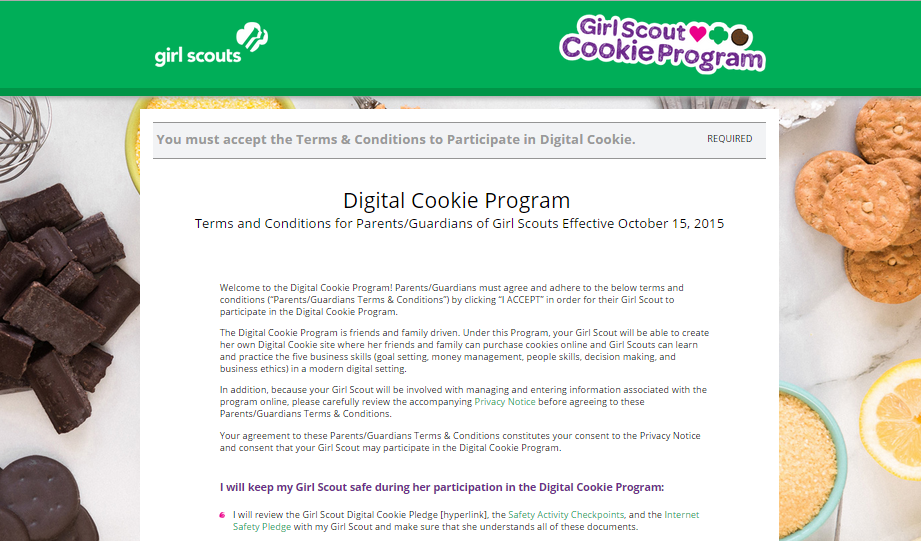 girl scouts
Girl Scout
Cookie Program
You must accept the Terms & Conditions to Participate in Digital Cookie.
REQUIRED
Digital Cookie Program
Terms and Conditions for Parents/Guardians of Girl Scouts Effective October 15, 2015
Welcome to the Digital Cookie Program! Parents/Guardians must agree and adhere to the below terms and
conditions (“Parents/Guardians Terms & Conditions”) by clicking “I ACCEPT” in order for their Girl Scout to
participate in the Digital Cookie Program.
The Digital Cookie Program is friends and family driven. Under this Program, your Girl Scout will be able to create
her own Digital Cookie site where her friends and family can purchase cookies online and Girl Scouts can learn
and practice the five business skills (goal setting, money management, people skills, decision making, and
business ethics) in a modern digital setting.
In addition, because your Girl Scout will be involved with managing and entering information associated with the
program online, please carefully review the accompanying Privacy Notice before agreeing to these
Parents/Guardians Terms & Conditions.
Your agreement to these Parents/Guardians Terms & Conditions constitutes your consent to the Privacy Notice
and consent that your Girl Scout may participate in the Digital Cookie Program.
I will keep my Girl Scout safe during her participation in the Digital Cookie Program:
I will review the Girl Scout Digital Cookie Pledge [hyperlink], the Safety Activity Checkpoints, and the Internet
Safety Pledge with my Girl Scout and make sure that she understands all of these documents.